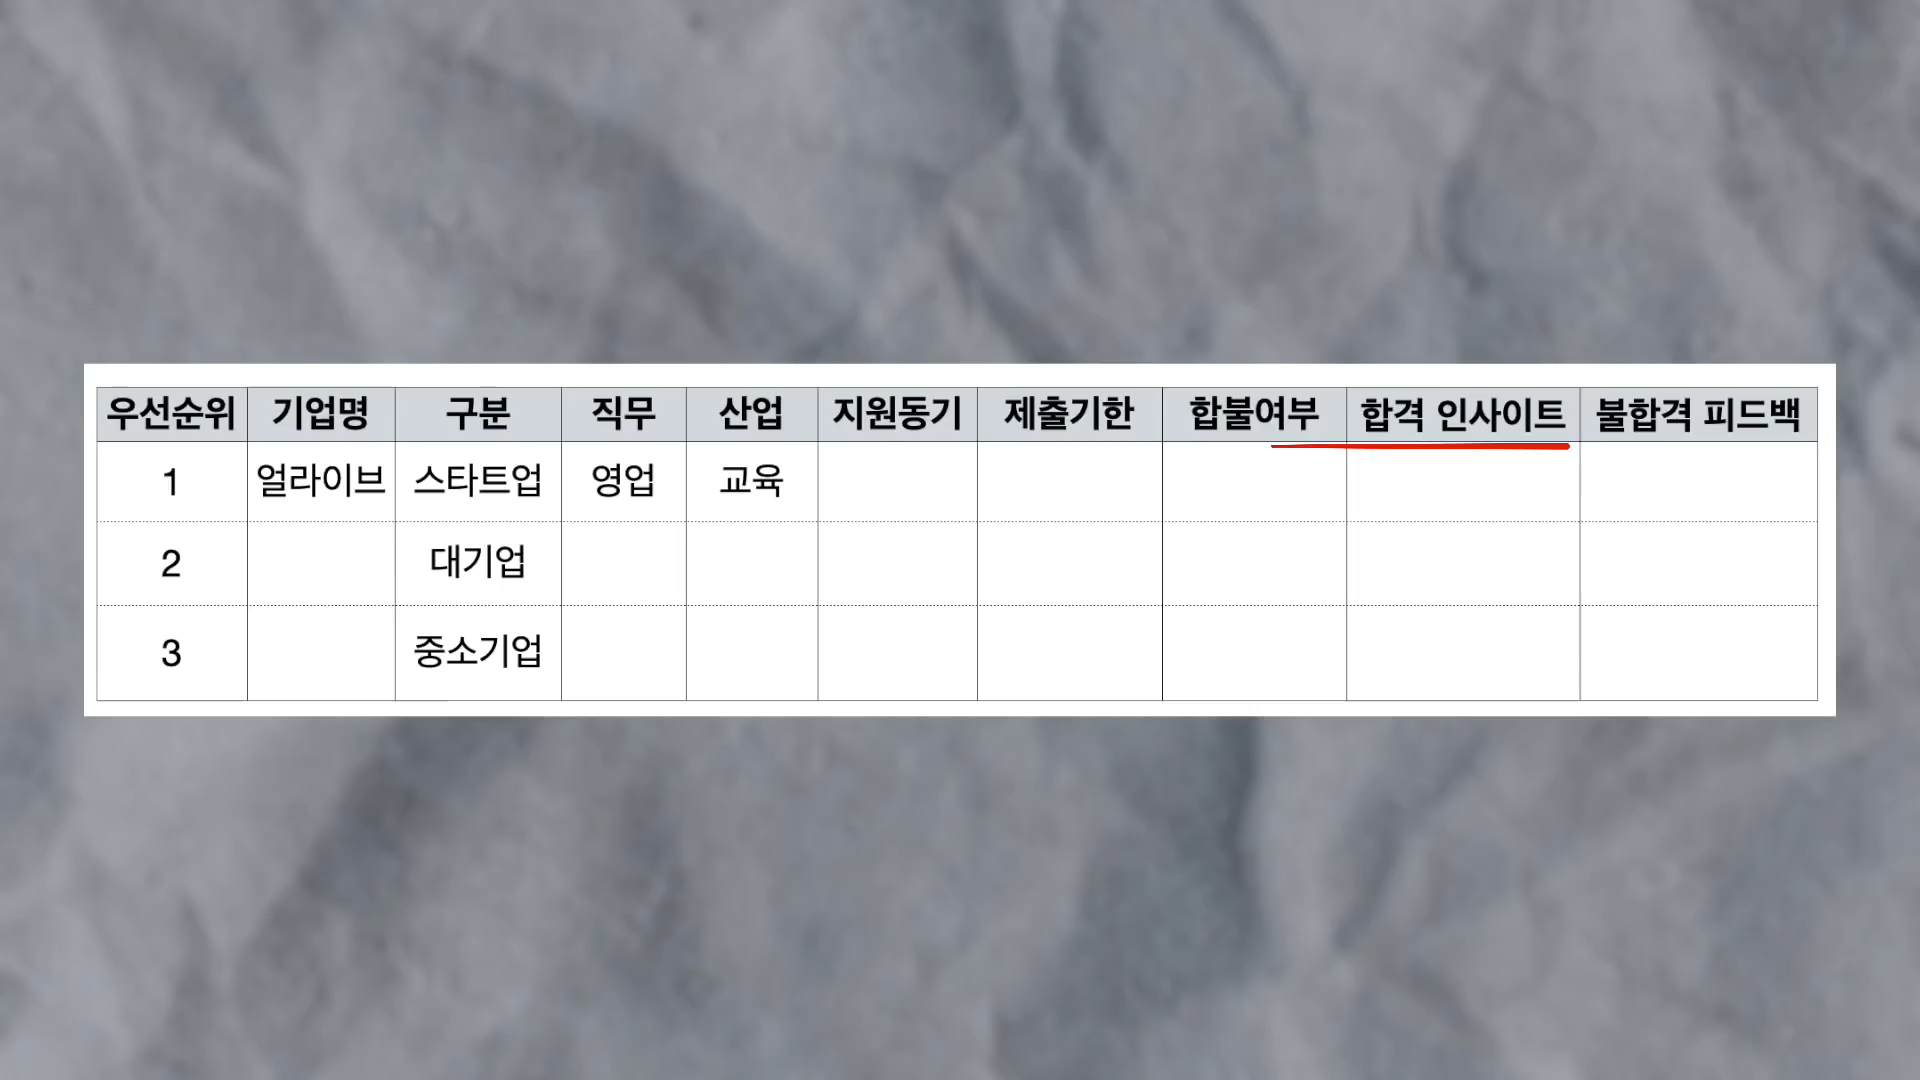 우선순위 기업명 구분 직무 산업 지원동기 제출기한 합불여부 합격 인사이트 불합격 피드백
1 얼라이브 스타트업 영업 교육
2 대기업
3 중소기업